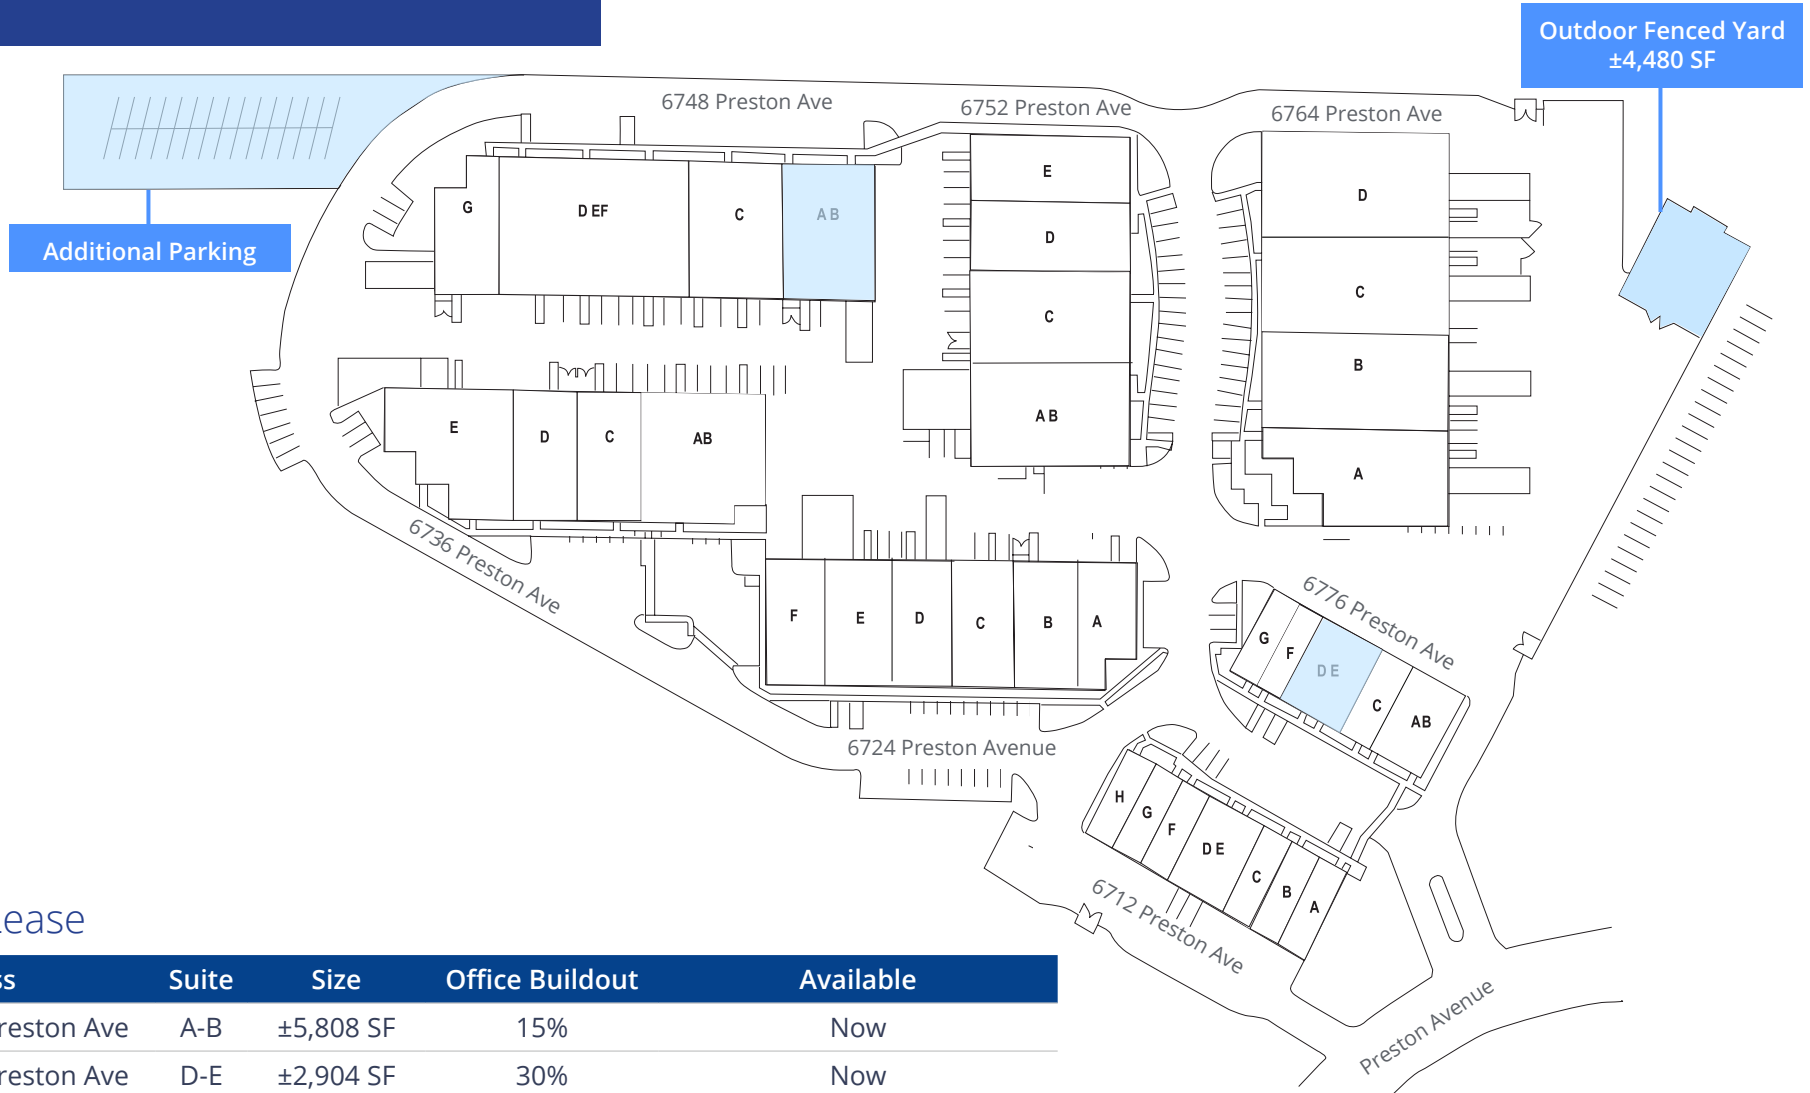 Outdoor Fenced Yard
±4,480 SF
6748 Preston Ave
6752 Preston Ave
6764 Preston Ave
Additional Parking
G
D EF
C
A B
E
D
C
A B
D
C
B
A
E
D
C
AB
6736 Preston Ave
F
E
D
C
B
A
6724 Preston Avenue
6776 Preston Ave
G
F
D E
C
AB
H
G
F
D E
C
B
A
6712 Preston Ave
Preston Avenue
ease
ss Suite Size Office Buildout Available
reston Ave A-B ±5,808 SF 15% Now
reston Ave D-E ±2,904 SF 30% Now